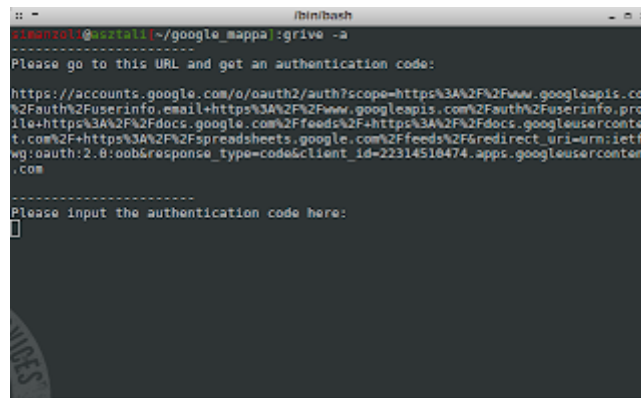 /bin/bash
simanzoli@asztali[~/google_mappa]:grive -a
-----------------------
Please go to this URL and get an authentication code:
https://accounts.google.com/o/oauth2/auth?scope=https%3A%2F%2Fwww.googleapis.co
%2Fauth%2Fuserinfo.email+https%3A%2F%2Fwww.googleapis.com%2Fauth%2Fuserinfo.pro
ile+https%3A%2F%2Fdocs.google.com%2Ffeeds%2F+https%3A%2F%2Fdocs.googleuserconte
t.com%2F+https%3A%2F%2Fspreadsheets.google.com%2Ffeeds%2F&redirect_uri=urn:ietf
wg:oauth:2.0:oob&response_type=code&client_id=22314510474.apps.googleuserconten
.com
-----------------------
Please input the authentication code here:
VICES